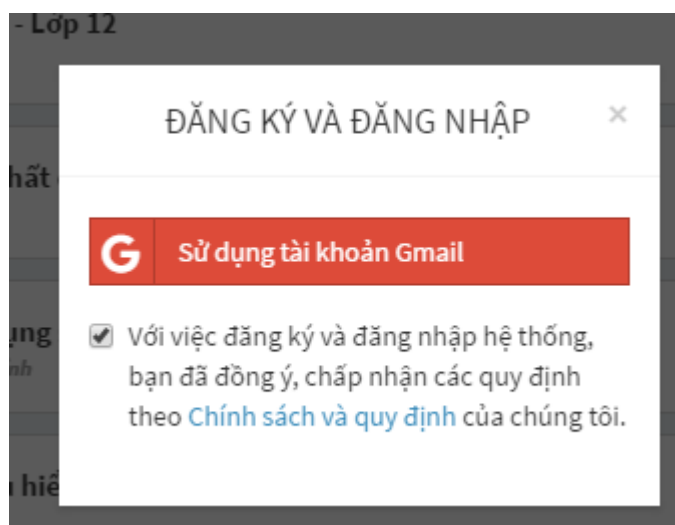 - Lớp 12
ĐĂNG KÝ VÀ ĐĂNG NHẬP ×
hất
G Sử dụng tài khoản Gmail
ụng
nh
Với việc đăng ký và đăng nhập hệ thống,
bạn đã đồng ý, chấp nhận các quy định
theo Chính sách và quy định của chúng tôi.
hiể